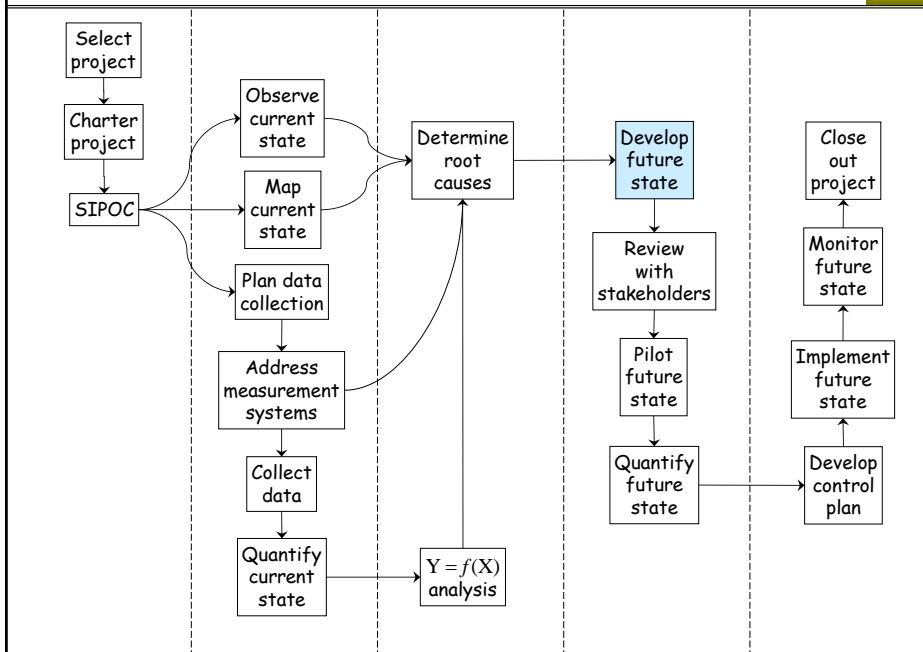 Select
project
Charter
project
SIPOC
Observe
current
state
Map
current
state
Plan data
collection
Address
measurement
systems
Collect
data
Quantify
current
state
Determine
root
causes
Y = f(X)
analysis
Develop
future
state
Review
with
stakeholders
Pilot
future
state
Quantify
future
state
Close
out
project
Monitor
future
state
Implement
future
state
Develop
control
plan